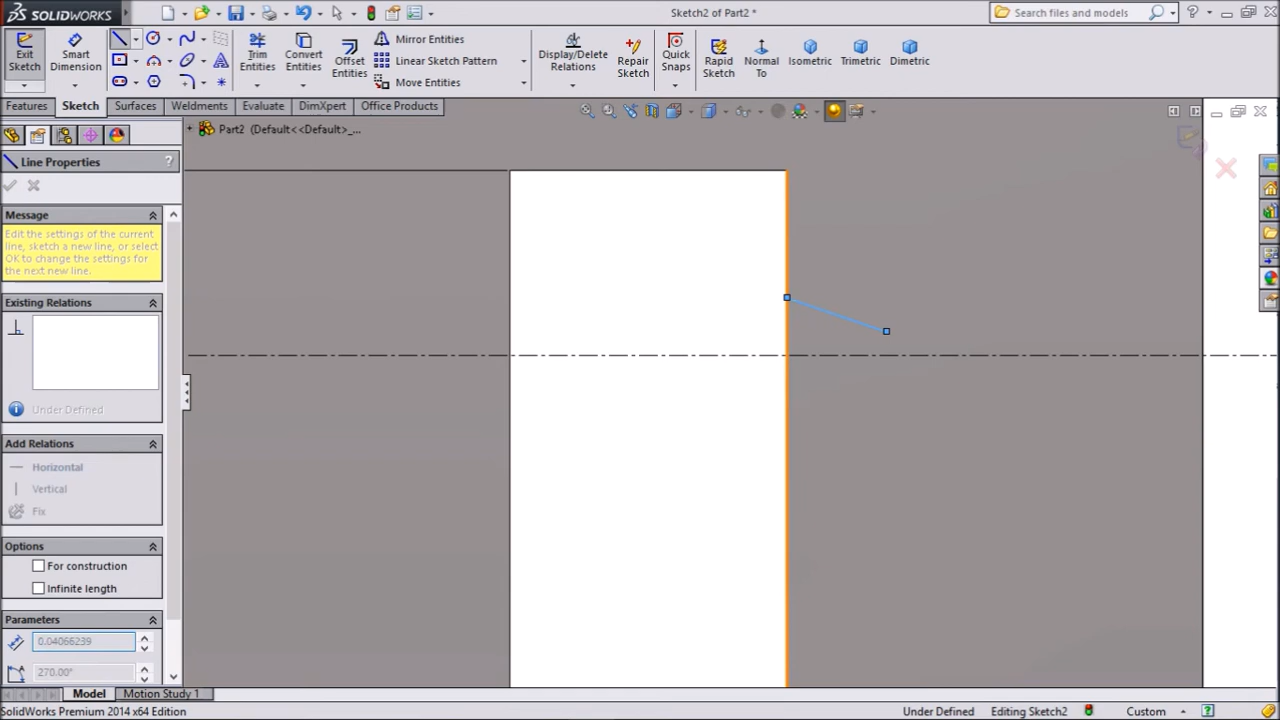 SOLIDWORKS
Sketch2 of Part2 *
Search files and models
Exit Sketch
Smart Dimension
Trim Entities
Convert Entities
Offset Entities
Mirror Entities
Linear Sketch Pattern
Move Entities
Display/Delete Relations
Repair Sketch
Quick Snaps
Rapid Sketch
Normal To
Isometric
Trimetric
Dimetric
Features
Sketch
Surfaces
Weldments
Evaluate
DimXpert
Office Products
Part2 (Default<<Default>_...
Line Properties
?
Message
Edit the settings of the current
line, sketch a new line, or select
OK to change the settings for
the next new line.
Existing Relations
Under Defined
Add Relations
Horizontal
Vertical
Fix
Options
For construction
Infinite length
Parameters
0.04066239
270.00°
Model
Motion Study 1
SolidWorks Premium 2014 x64 Edition
Under Defined
Editing Sketch2
Custom